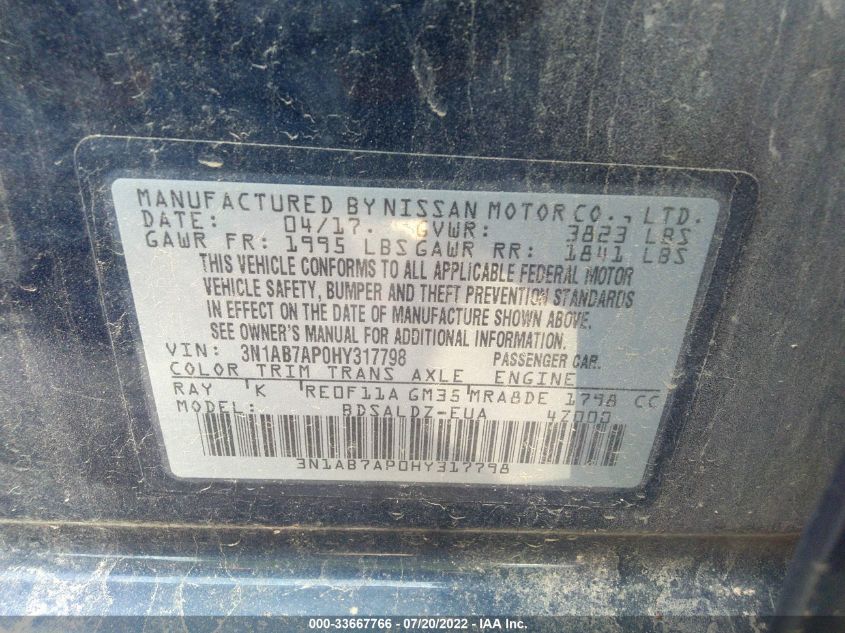 MANUFACTURED BY NISSAN MOTOR CO., LTD.
DATE: 04/17. GVWR: 3823 LBS
GAWR FR: 1995 LBS GAWR RR: 1841 LBS
THIS VEHICLE CONFORMS TO ALL APPLICABLE FEDERAL MOTOR
VEHICLE SAFETY, BUMPER AND THEFT PREVENTION STANDARDS
IN EFFECT ON THE DATE OF MANUFACTURE SHOWN ABOVE.
SEE OWNER'S MANUAL FOR ADDITIONAL INFORMATION.
VIN: 3N1AB7AP0HY317798 PASSENGER CAR.
COLOR TRIM TRANS AXLE ENGINE
RAY K RE0F11A GM35 MRA8DE 1798 CC
MODEL: BDSALDZ-EUA 47000
3N1AB7AP0HY317798
000-33667766 - 07/20/2022 - IAA Inc.